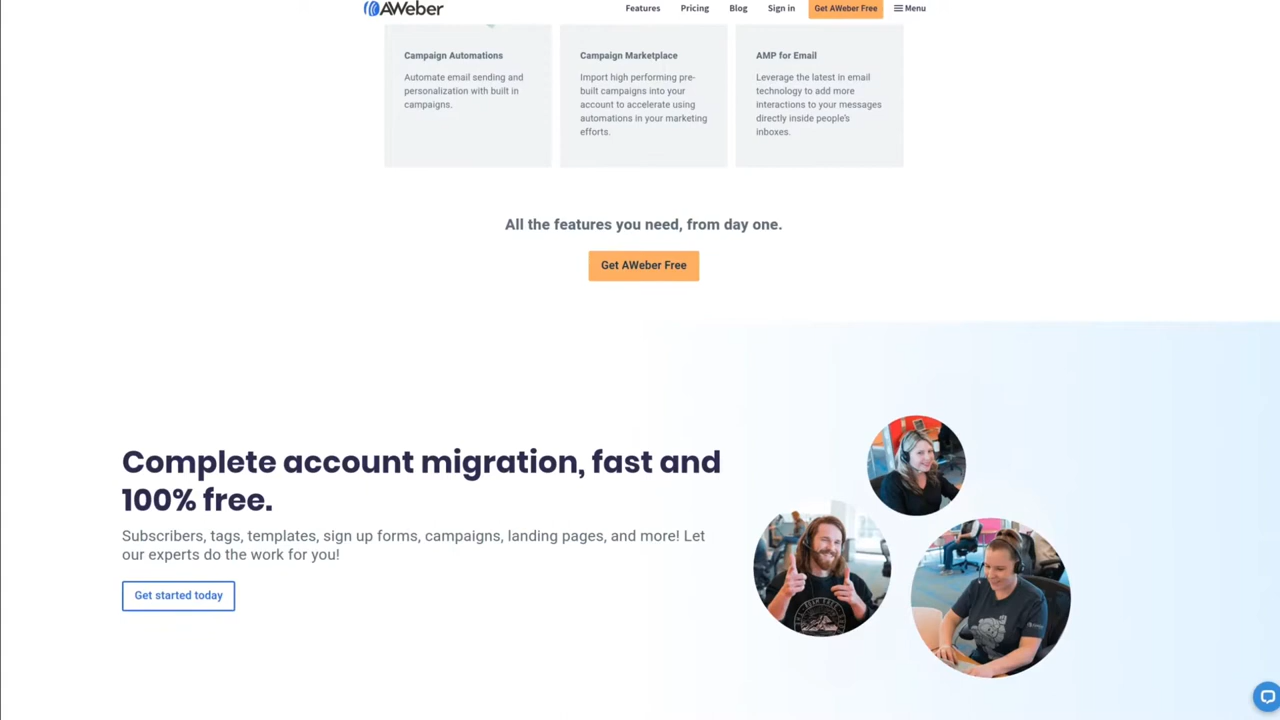 AWeber
Features
Pricing
Blog
Sign in
Get AWeber Free
Menu
Campaign Automations
Automate email sending and
personalization with built in
campaigns.
Campaign Marketplace
Import high performing pre-
built campaigns into your
account to accelerate using
automations in your marketing
efforts.
AMP for Email
Leverage the latest in email
technology to add more
interactions to your messages
directly inside people's
inboxes.
All the features you need, from day one.
Get AWeber Free
Complete account migration, fast and
100% free.
Subscribers, tags, templates, sign up forms, campaigns, landing pages, and more! Let
our experts do the work for you!
Get started today